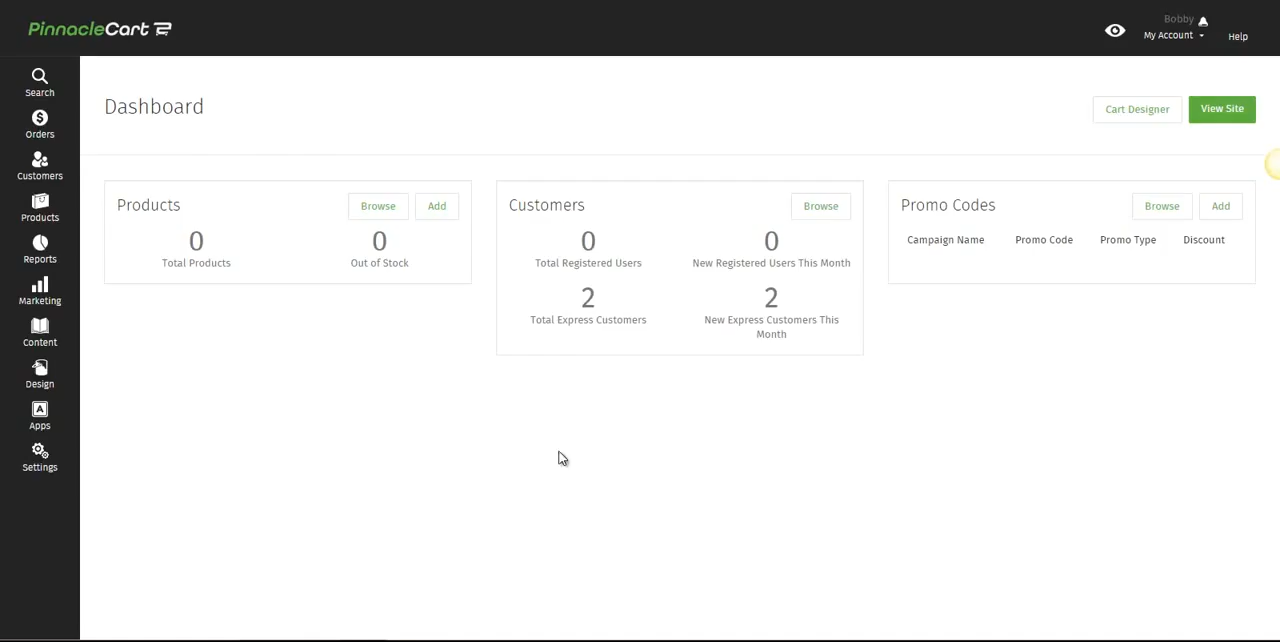 PinnacleCart
Bobby
My Account
Help
Search
Orders
Customers
Products
Reports
Marketing
Content
Design
Apps
Settings
Dashboard
Cart Designer
View Site
Products
Browse
Add
0
Total Products
0
Out of Stock
Customers
Browse
0
Total Registered Users
0
New Registered Users This Month
2
Total Express Customers
2
New Express Customers This
Month
Promo Codes
Browse
Add
Campaign Name
Promo Code
Promo Type
Discount